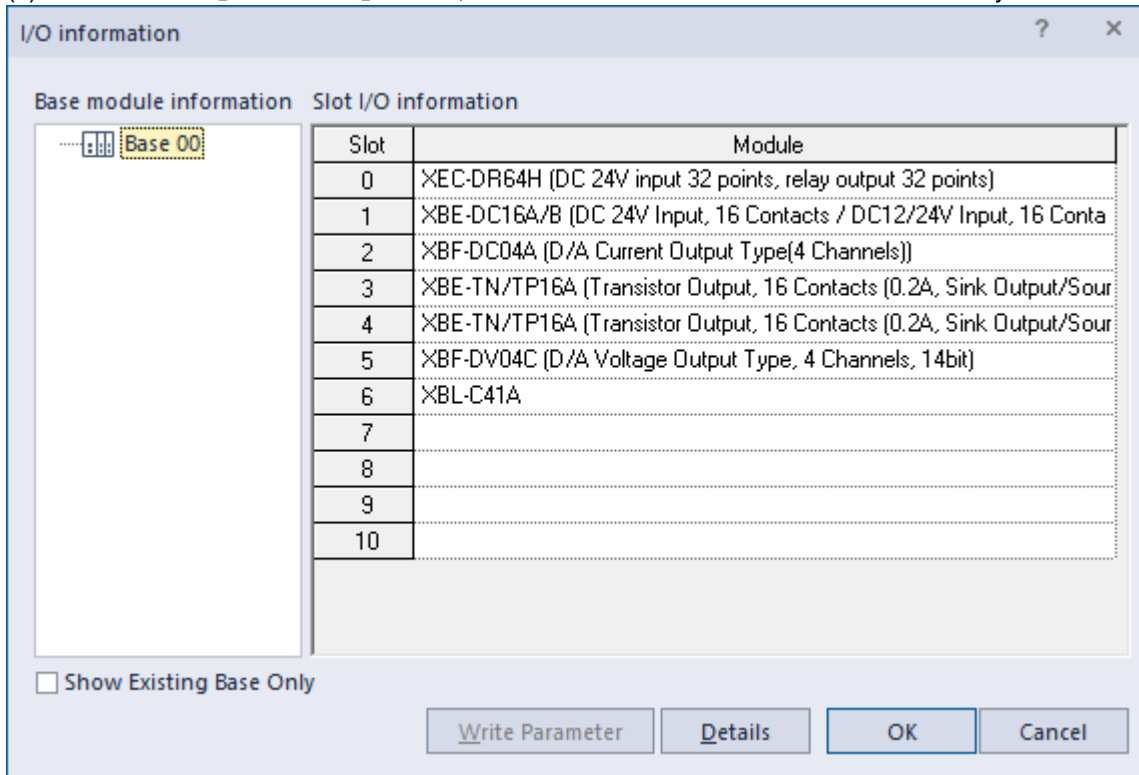 I/O information
? ×
Base module information Slot I/O information
Base 00
Slot Module
0 XEC-DR64H (DC 24V input 32 points, relay output 32 points)
1 XBE-DC16A/B (DC 24V Input, 16 Contacts / DC12/24V Input, 16 Conta
2 XBF-DC04A (D/A Current Output Type(4 Channels))
3 XBE-TN/TP16A (Transistor Output, 16 Contacts (0.2A, Sink Output/Sour
4 XBE-TN/TP16A (Transistor Output, 16 Contacts (0.2A, Sink Output/Sour
5 XBF-DV04C (D/A Voltage Output Type, 4 Channels, 14bit)
6 XBL-C41A
7
8
9
10
Show Existing Base Only
Write Parameter Details OK Cancel